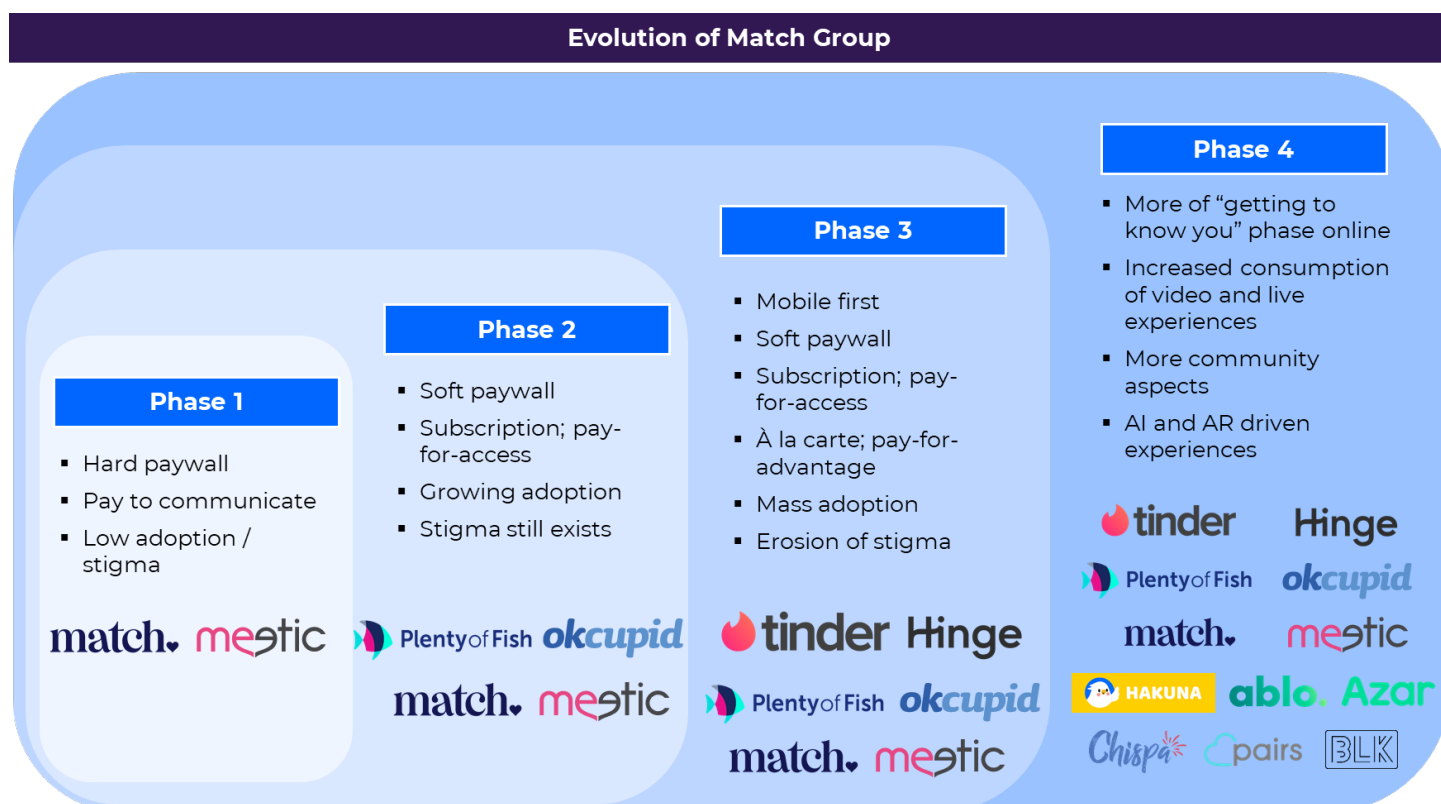 Evolution of Match Group
Phase 1
▪ Hard paywall
▪ Pay to communicate
▪ Low adoption /
stigma
match.
meetic
Phase 2
▪ Soft paywall
▪ Subscription; pay-
for-access
▪ Growing adoption
▪ Stigma still exists
PlentyofFish
okcupid
match.
meetic
Phase 3
▪ Mobile first
▪ Soft paywall
▪ Subscription; pay-
for-access
▪ À la carte; pay-for-
advantage
▪ Mass adoption
▪ Erosion of stigma
tinder
Hinge
PlentyofFish
okcupid
match.
meetic
Phase 4
▪ More of “getting to
know you” phase online
▪ Increased consumption
of video and live
experiences
▪ More community
aspects
▪ AI and AR driven
experiences
tinder
Hinge
PlentyofFish
okcupid
match.
meetic
HAKUNA
ablo.
Azar
Chispa
pairs
BLK